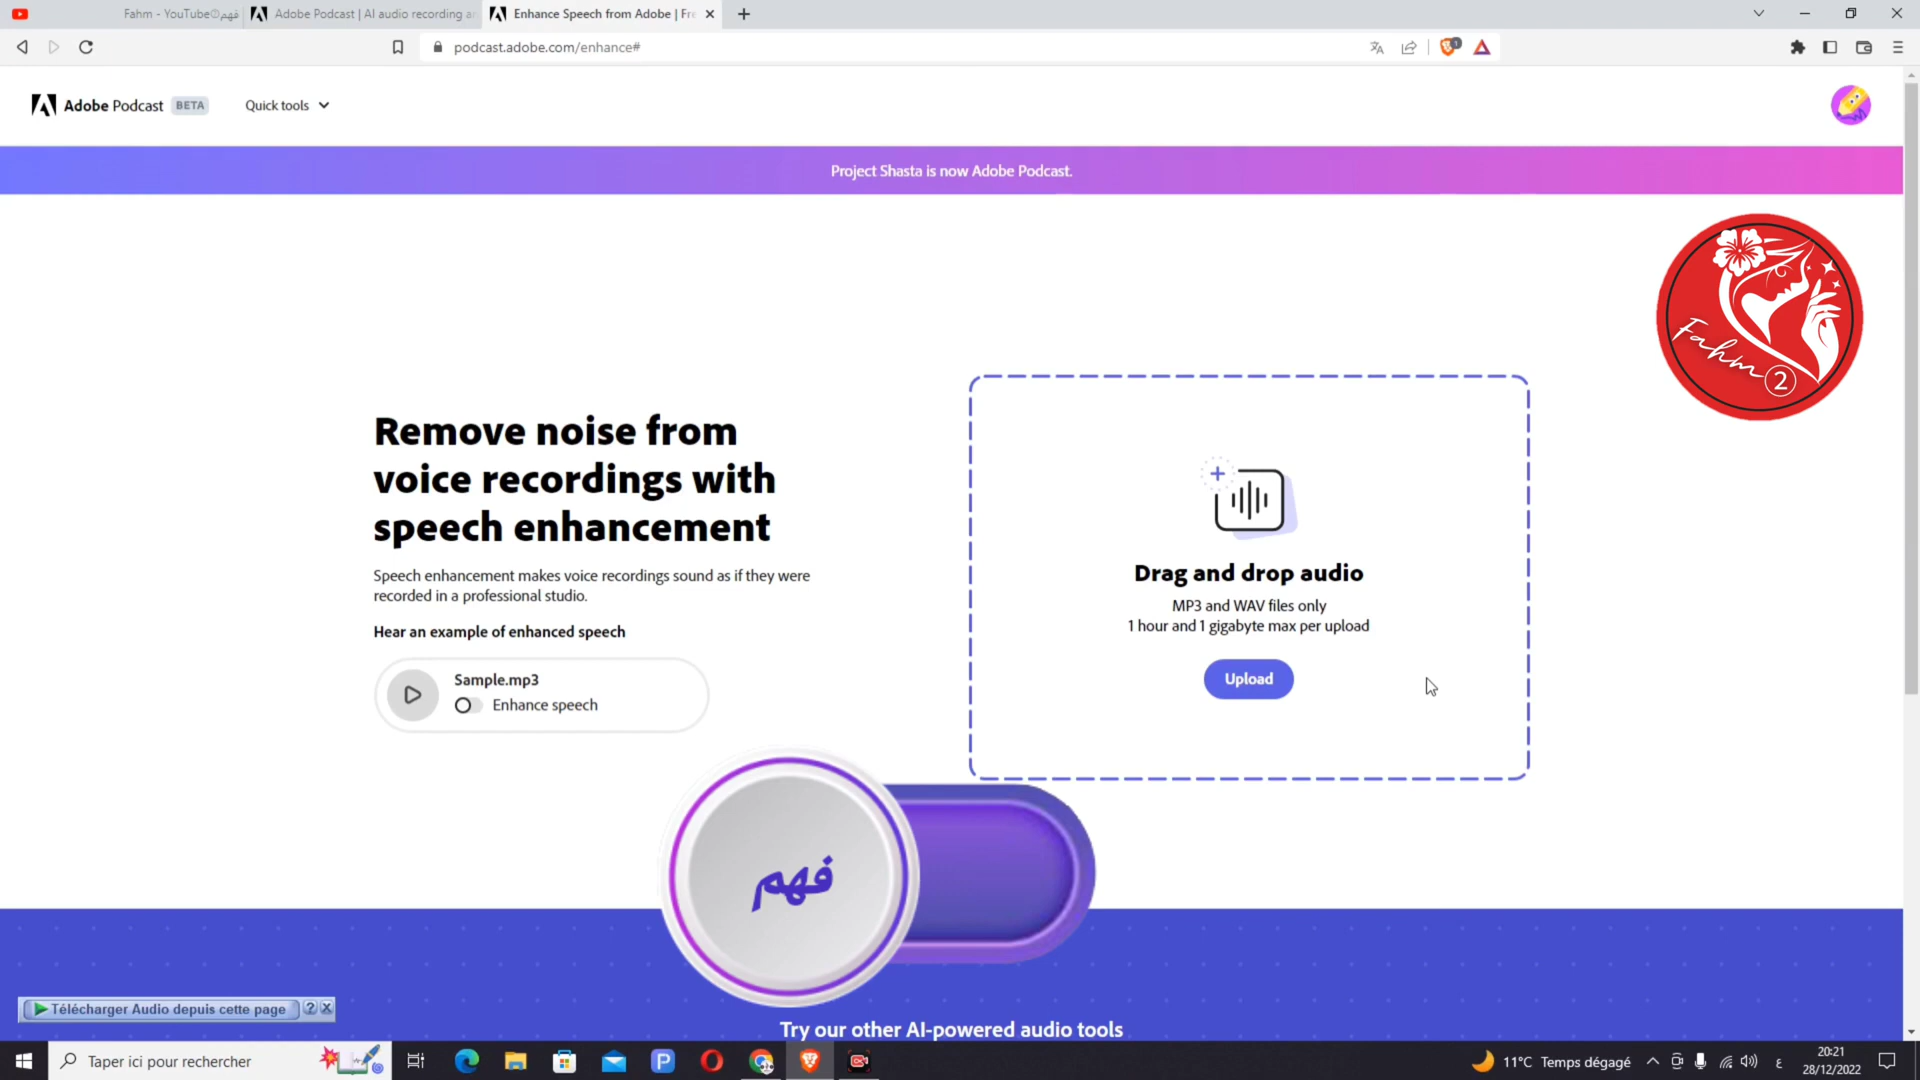 Fahm - YouTube②فهم
Adobe Podcast | AI audio recording a
Enhance Speech from Adobe | Fre
podcast.adobe.com/enhance#
Adobe Podcast BETA
Quick tools
Project Shasta is now Adobe Podcast.
Fahm 2
Remove noise from
voice recordings with
speech enhancement
Speech enhancement makes voice recordings sound as if they were
recorded in a professional studio.
Hear an example of enhanced speech
Sample.mp3
Enhance speech
Drag and drop audio
MP3 and WAV files only
1 hour and 1 gigabyte max per upload
Upload
فهم
Télécharger Audio depuis cette page
Try our other AI-powered audio tools
Taper ici pour rechercher
11°C Temps dégagé
ع
20:21
28/12/2022